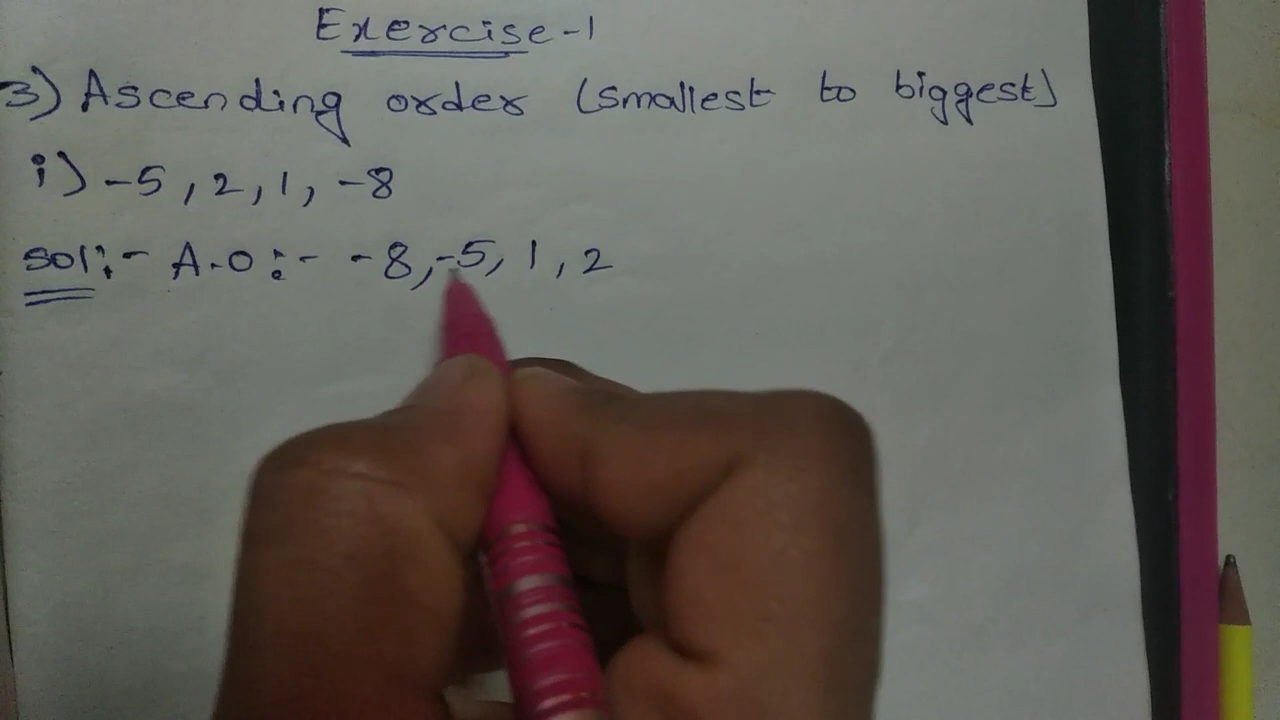 Exercise-1
3) Ascending order (smallest to biggest)
i) -5, 2, 1, -8
Sol:- A.O:- -8, -5, 1, 2